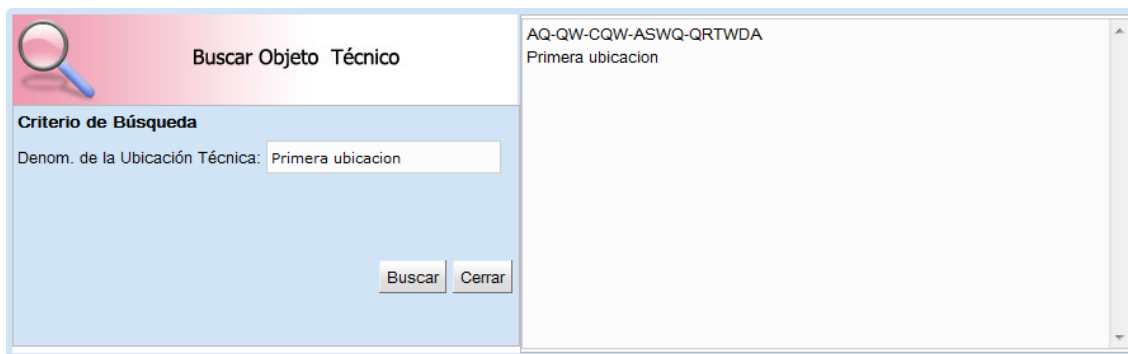 Buscar Objeto Técnico
Criterio de Búsqueda
Denom. de la Ubicación Técnica: Primera ubicacion
Buscar Cerrar
AQ-QW-CQW-ASWQ-QRTWDA
Primera ubicacion